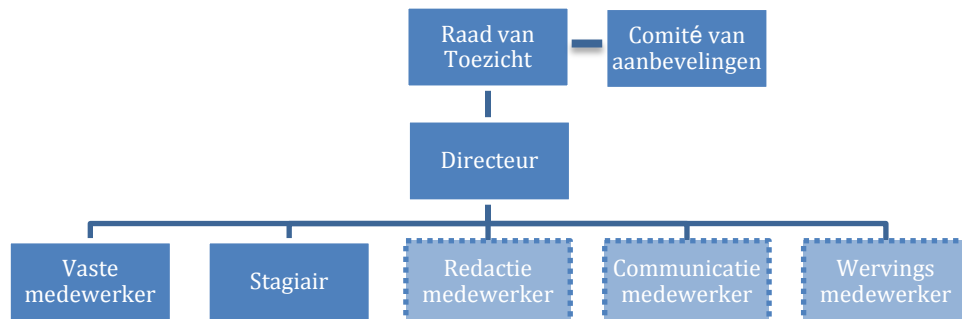 Raad van
Toezicht
Comité van
aanbevelingen
Directeur
Vaste
medewerker
Stagiair
Redactie
medewerker
Communicatie
medewerker
Wervings
medewerker